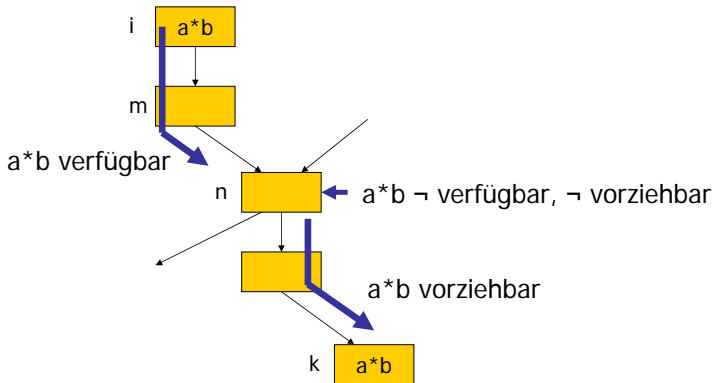 i
a*b
m
a*b verfügbar
n
a*b ¬ verfügbar, ¬ vorziehbar
a*b vorziehbar
k
a*b